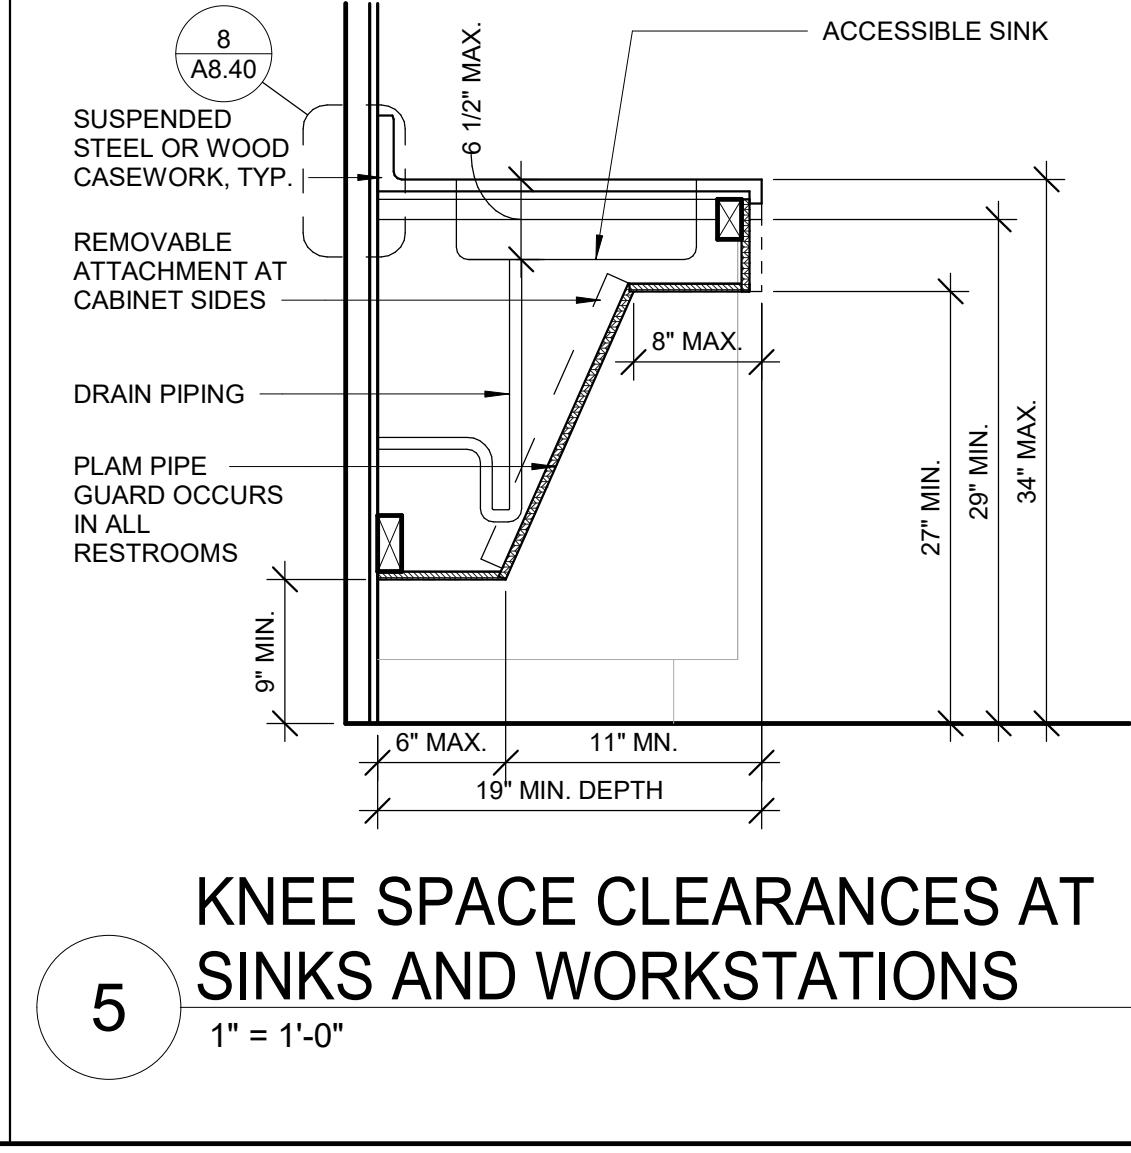 8
A8.40
SUSPENDED
STEEL OR WOOD
CASEWORK, TYP.
6 1/2" MAX.
ACCESSIBLE SINK
REMOVABLE
ATTACHMENT AT
CABINET SIDES
8" MAX.
DRAIN PIPING
PLAM PIPE
GUARD OCCURS
IN ALL
RESTROOMS
27" MIN.
29" MIN.
34" MAX.
9" MIN.
6" MAX.
11" MN.
19" MIN. DEPTH
KNEE SPACE CLEARANCES AT
SINKS AND WORKSTATIONS
5
1" = 1'-0"